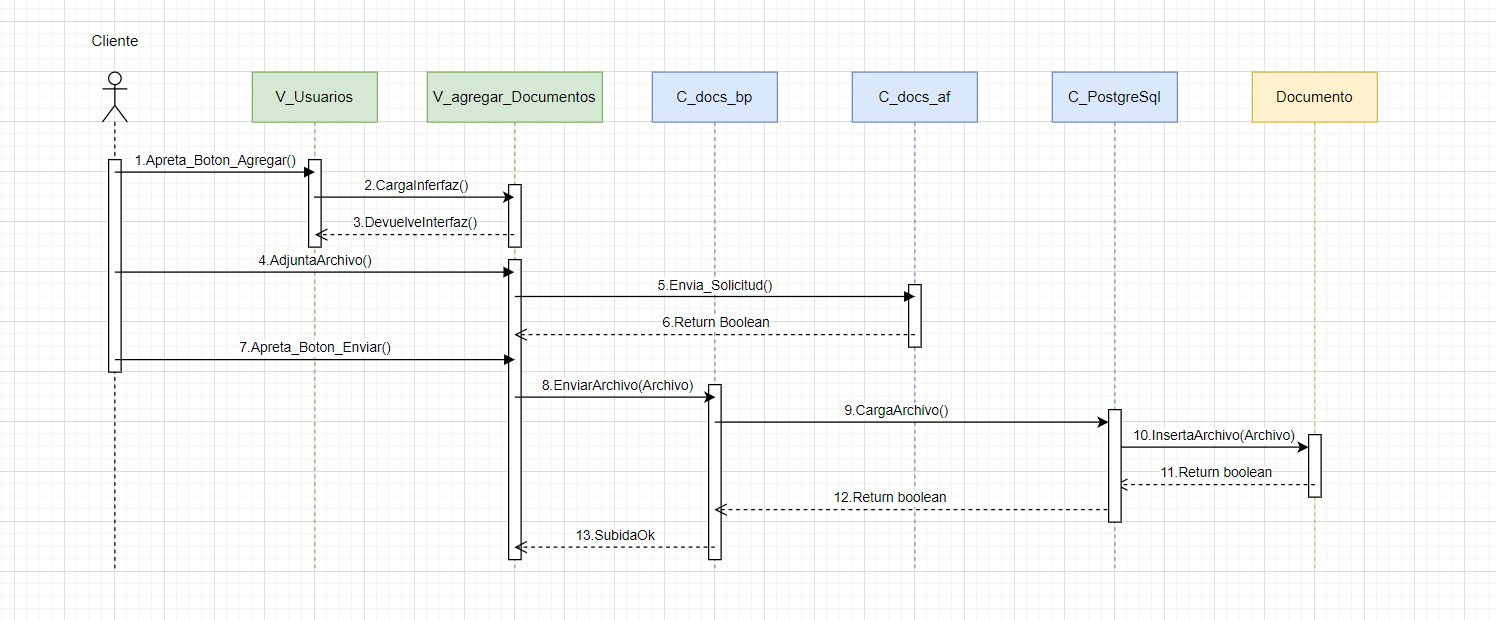 Cliente
V_Usuarios
V_agregar_Documentos
C_docs_bp
C_docs_af
C_PostgreSql
Documento
1.Apreta_Boton_Agregar()
2.CargaInferfaz()
3.DevuelveInterfaz()
4.AdjuntaArchivo()
5.Envia_Solicitud()
6.Return Boolean
7.Apreta_Boton_Enviar()
8.EnviarArchivo(Archivo)
9.CargaArchivo()
10.InsertaArchivo(Archivo)
11.Return boolean
12.Return boolean
13.SubidaOk